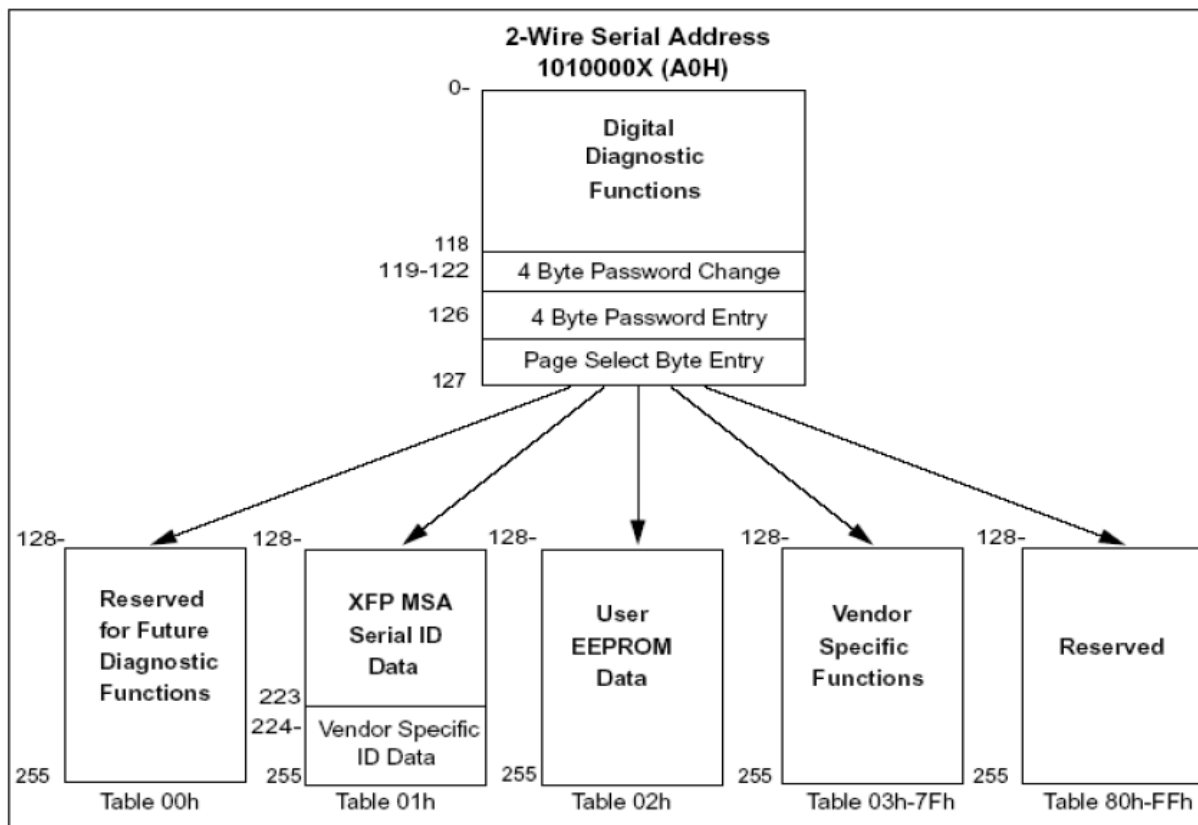 2-Wire Serial Address
1010000X (A0H)
0-
Digital
Diagnostic
Functions
118
119-122
4 Byte Password Change
126
4 Byte Password Entry
Page Select Byte Entry
127
128-
Reserved
for Future
Diagnostic
Functions
255
Table 00h
128-
XFP MSA
Serial ID
Data
223
224-
Vendor Specific
ID Data
255
Table 01h
128-
User
EEPROM
Data
255
Table 02h
128-
Vendor
Specific
Functions
255
Table 03h-7Fh
128-
Reserved
255
Table 80h-FFh